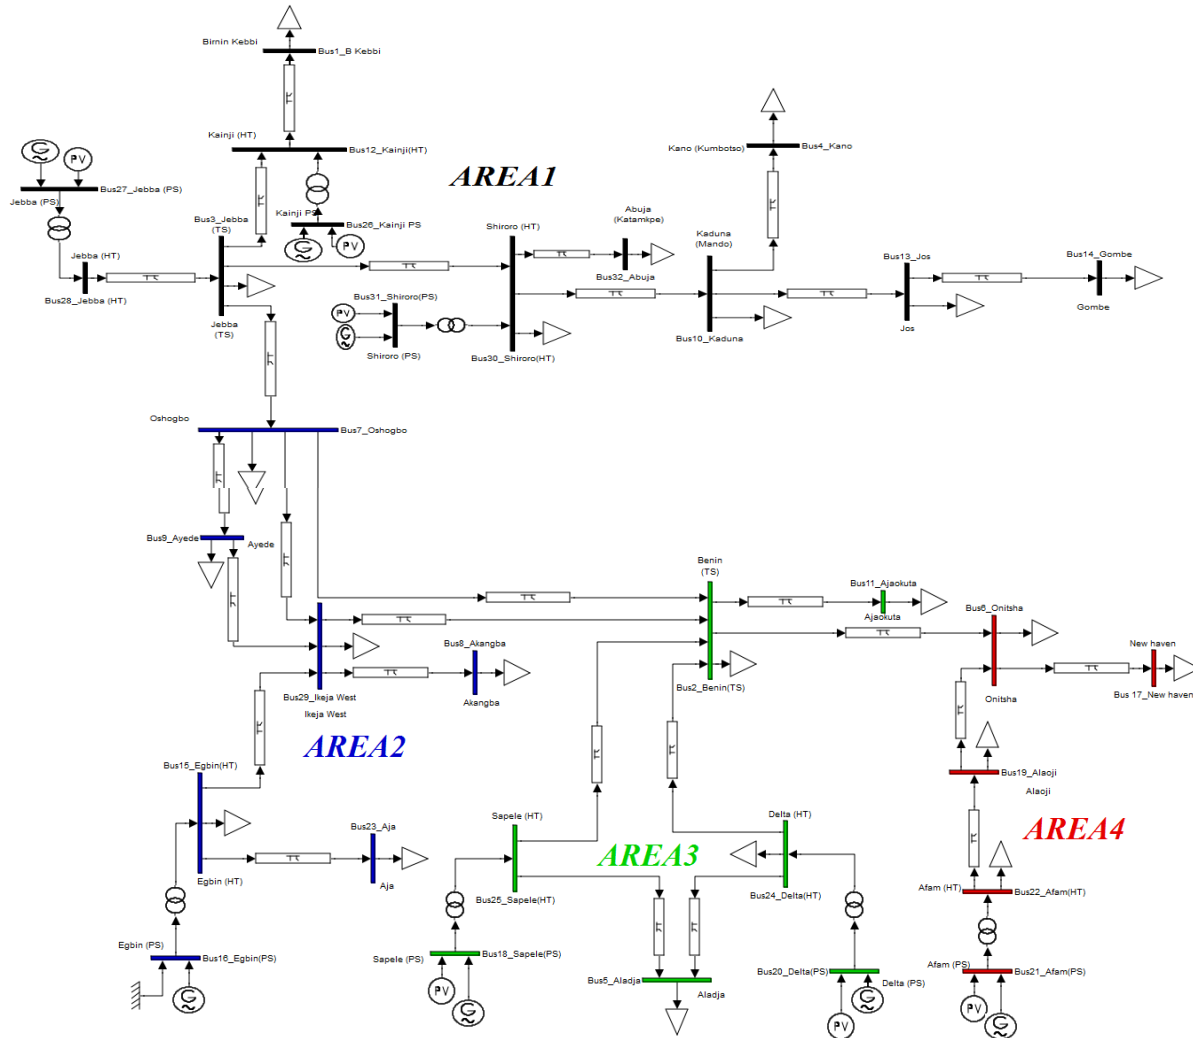 Birnin Kebbi
Bus1_B Kebbi
Kainji (HT)
Bus12_Kainji(HT)
Kano (Kumbotso)
Bus4_Kano
AREA1
G
PV
Bus27_Jebba (PS)
Jebba (PS)
Kainji PS
Bus26_Kainji PS
G
PV
Bus3_Jebba
(TS)
Shiroro (HT)
Abuja
(Katamkpe)
Kaduna
(Mando)
Jebba (HT)
Bus28_Jebba (HT)
Bus32_Abuja
Bus13_Jos
Bus14_Gombe
Gombe
Bus31_Shiroro(PS)
PV
G
Shiroro (PS)
Jebba
(TS)
Bus30_Shiroro(HT)
Bus10_Kaduna
Jos
Oshogbo
Bus7_Oshogbo
Bus9_Ayede
Ayede
Benin
(TS)
Bus11_Ajaokuta
Ajaokuta
Bus6_Onitsha
New haven
Bus8_Akangba
Akangba
Bus29_Ikeja West
Ikeja West
Bus2_Benin(TS)
Onitsha
Bus 17_New haven
AREA2
Bus15_Egbin(HT)
Bus19_Alaoji
Alaoji
Bus23_Aja
Aja
Egbin (HT)
Sapele (HT)
Bus25_Sapele(HT)
AREA3
Delta (HT)
Bus24_Delta(HT)
AREA4
Afam (HT)
Bus22_Afam(HT)
Egbin (PS)
Bus16_Egbin(PS)
G
Sapele (PS)
Bus18_Sapele(PS)
PV
G
Bus5_Aladja
Aladja
Bus20_Delta(PS)
Delta (PS)
PV
G
Afam (PS)
Bus21_Afam(PS)
PV
G